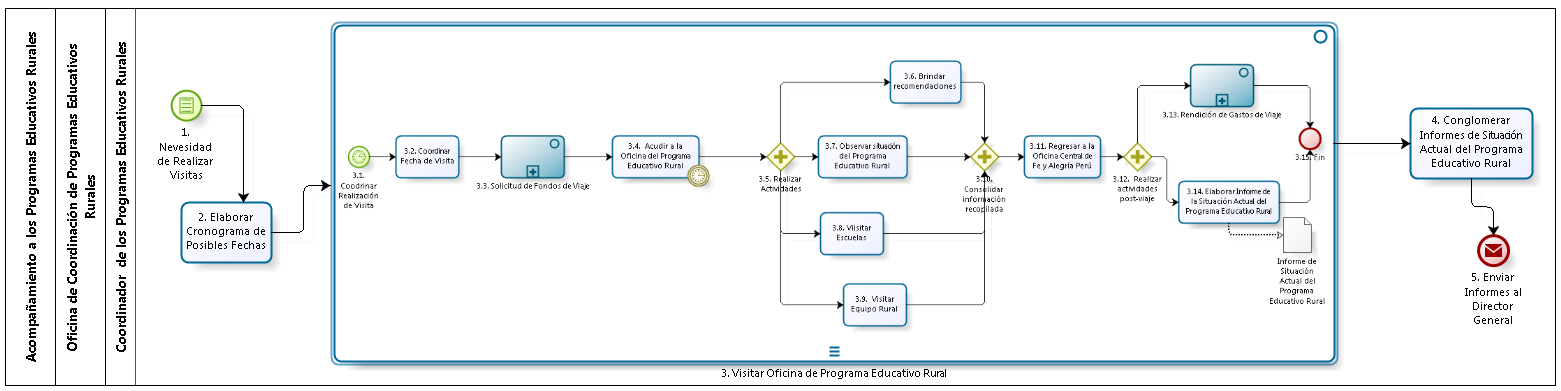 Acompañamiento a los Programas Educativos Rurales
Oficina de Coordinación de Programas Educativos
Rurales
Coordinador de los Programas Educativos Rurales
1.
Nevesidad
de Realizar
Visitas
2. Elaborar
Cronograma de
Posibles Fechas
3.1.
Coodrinar
Realización
de Visita
3.2. Coordinar
Fecha de Visita
3.3. Solicitud de Fondos de Viaje
3.4. Acudir a la
Oficina del Programa
Educativo Rural
3.5. Realizar
Actividades
3.6. Brindar
recomendaciones
3.7. Observar situación
del Programa
Educativo Rural
3.8. Viisitar
Escuelas
3.9. Visitar
Equipo Rural
3.10.
Consolidar
información
recopilada
3.11. Regresar a la
Oficina Central de
Fe y Alegría Perú
3.12. Realizar
actividades
post-viaje
3.13. Rendición de Gastos de Viaje
3.14. Elaborar Informe de
la Situación Actual del
Programa Educativo Rural
Informe de
Situación
Actual del
Programa
Educativo Rural
3.15. Fin
3. Visitar Oficina de Programa Educativo Rural
4. Conglomerar
Informes de Situación
Actual del Programa
Educativo Rural
5. Enviar
Informes al
Director
General